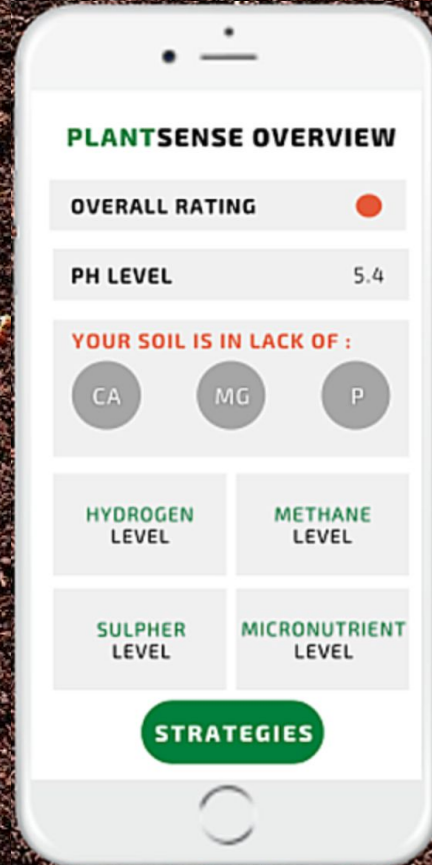 PLANTSENSE OVERVIEW
OVERALL RATING
PH LEVEL 5.4
YOUR SOIL IS IN LACK OF :
CA MG P
HYDROGEN
LEVEL
METHANE
LEVEL
SULPHER
LEVEL
MICRONUTRIENT
LEVEL
STRATEGIES